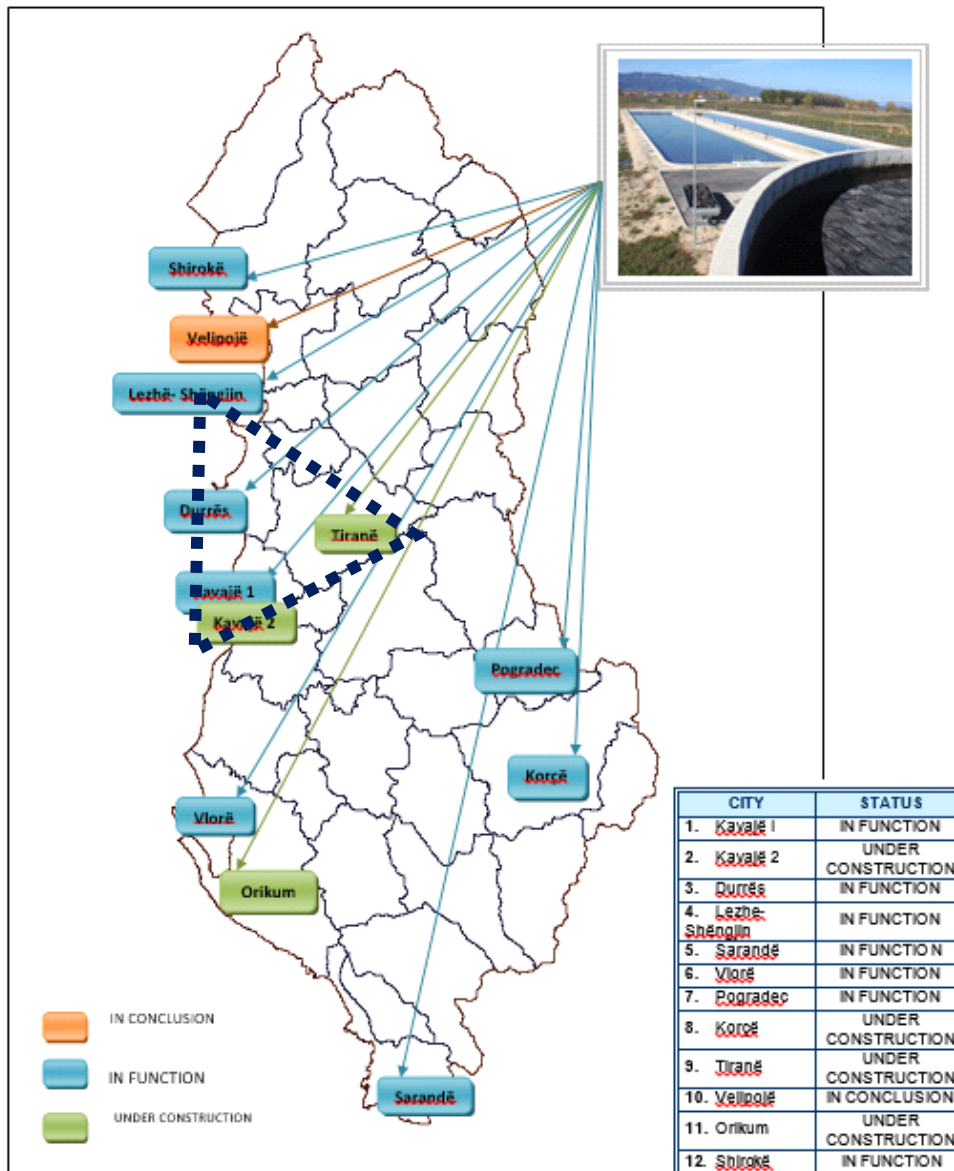 Shirokë
Velipojë
Lezhë- Shëngjin
Durrës
Tiranë
Kavajë 1
Kavajë 2
Pogradec
Korçë
Vlorë
Orikum
Sarandë
IN CONCLUSION
IN FUNCTION
UNDER CONSTRUCTION
CITY STATUS
1. Kavajë I IN FUNCTION
2. Kavajë 2 UNDER
CONSTRUCTION
3. Durrës IN FUNCTION
4. Lezhe-
Shëngjin IN FUNCTION
5. Sarandë IN FUNCTION
6. Vlorë IN FUNCTION
7. Pogradec IN FUNCTION
8. Korçë UNDER
CONSTRUCTION
9. Tiranë UNDER
CONSTRUCTION
10. Velipojë IN CONCLUSION
11. Orikum UNDER
CONSTRUCTION
12. Shirokë IN FUNCTION